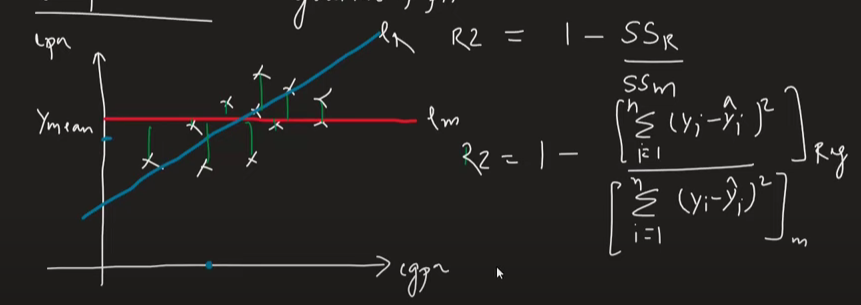 lpa
Ymean
lm
cgpa
R2 = 1 - SSR / SSm
R2 = 1 - [n Σ i=1 (yi - ŷi)²]Reg / [n Σ i=1 (yi - ŷi)²]m